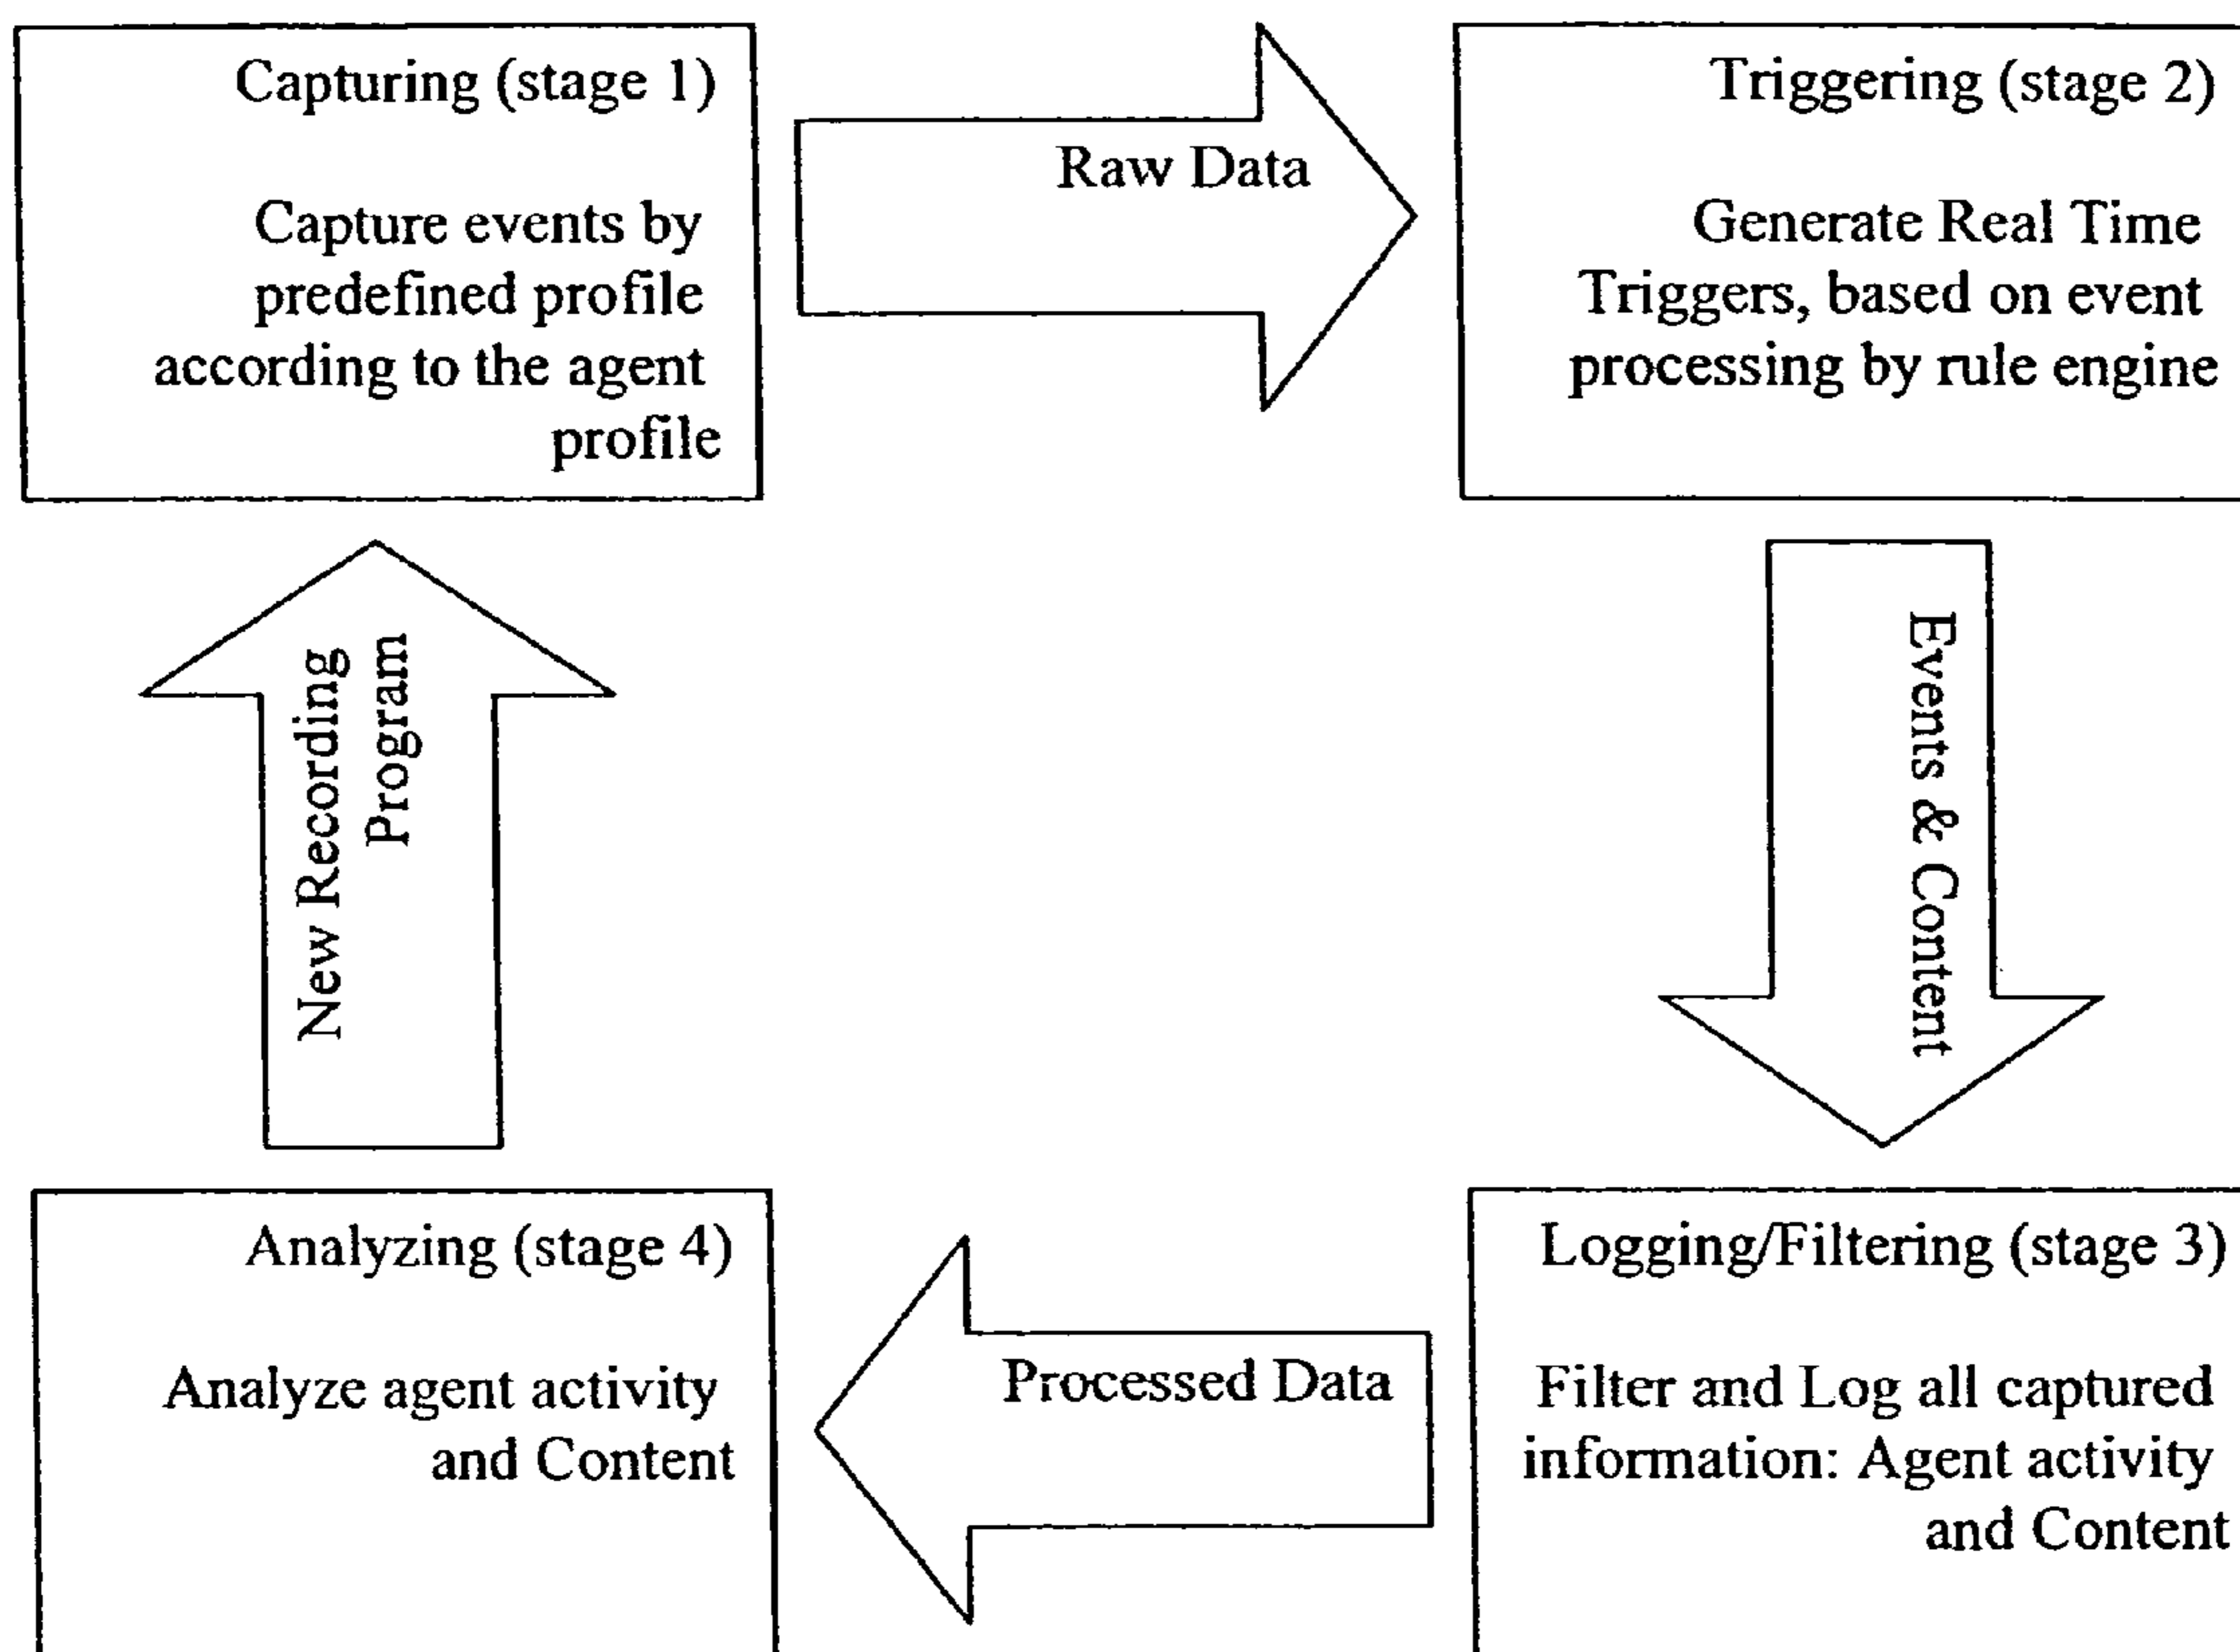 Capturing (stage 1)
Capture events by
predefined profile
according to the agent
profile
Raw Data
Triggering (stage 2)
Generate Real Time
Triggers, based on event
processing by rule engine
Events & Content
Logging/Filtering (stage 3)
Filter and Log all captured
information: Agent activity
and Content
Processed Data
Analyzing (stage 4)
Analyze agent activity
and Content
New Recording
Program